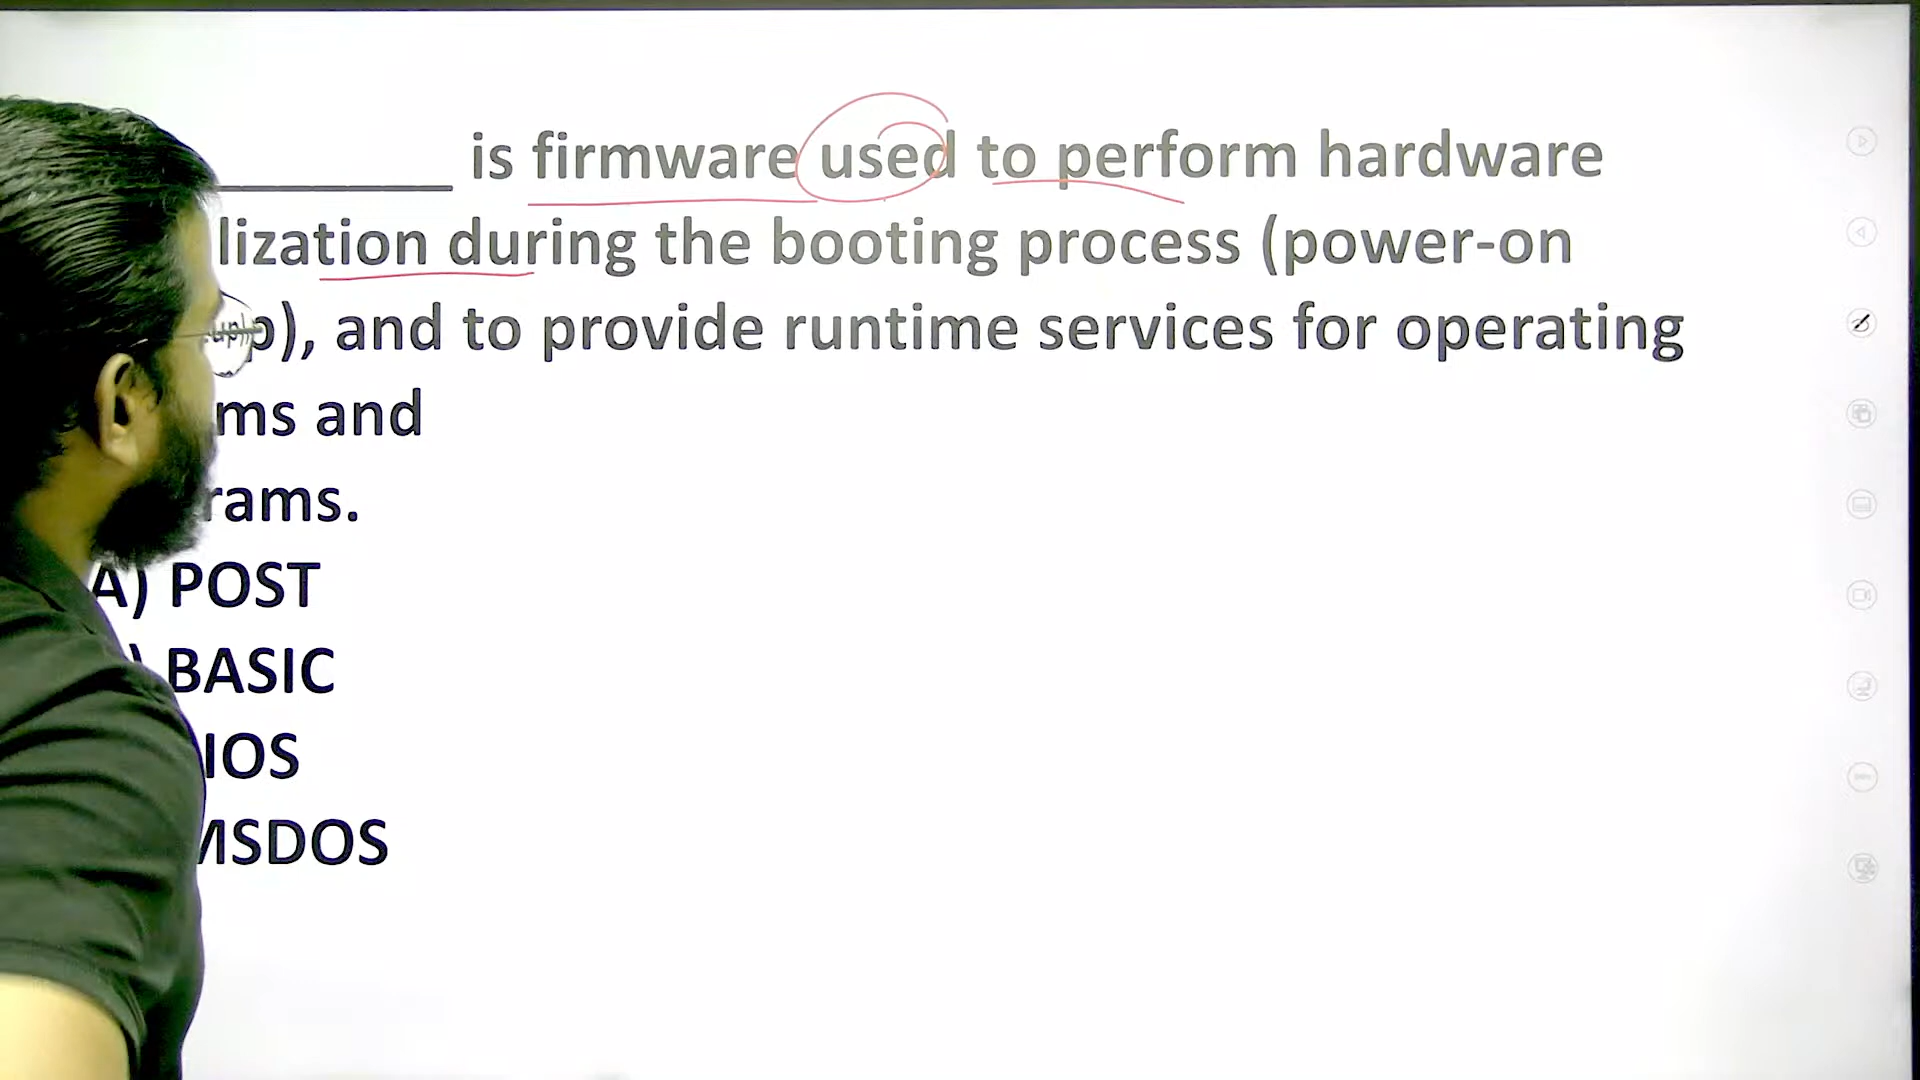 __________ is firmware used to perform hardware
lization during the booting process (power-on
p), and to provide runtime services for operating
ms and
rams.
A) POST
) BASIC
IOS
MSDOS